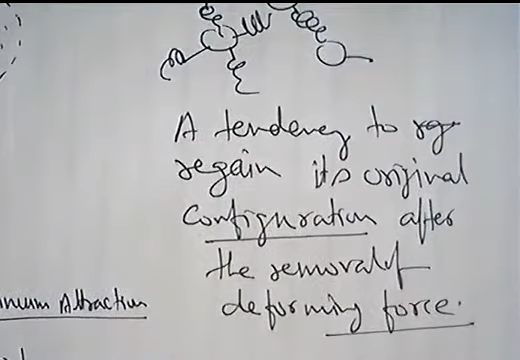 A tendency to rg
regain its original
configuration after
the removal of
deforming force.
Attraction